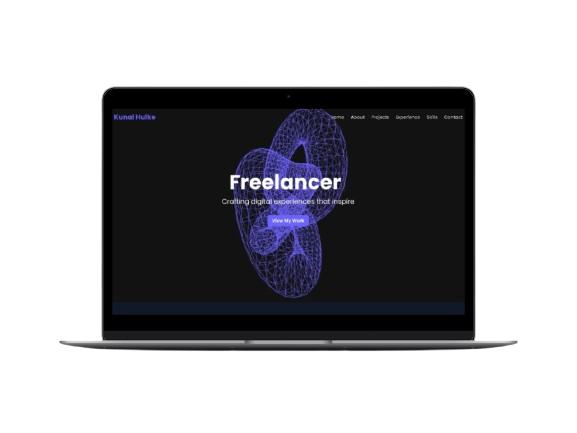 Kunal Hulke
Home About Projects Experience Skills Contact
Freelancer
Crafting digital experiences that inspire
View My Work